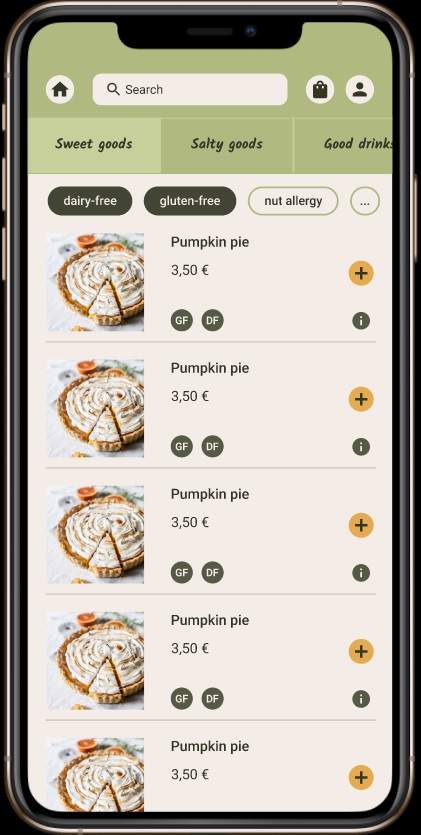 Search
Sweet goods Salty goods Good drinks
dairy-free gluten-free nut allergy ...
Pumpkin pie
3,50 €
GF DF
Pumpkin pie
3,50 €
GF DF
Pumpkin pie
3,50 €
GF DF
Pumpkin pie
3,50 €
GF DF
Pumpkin pie
3,50 €